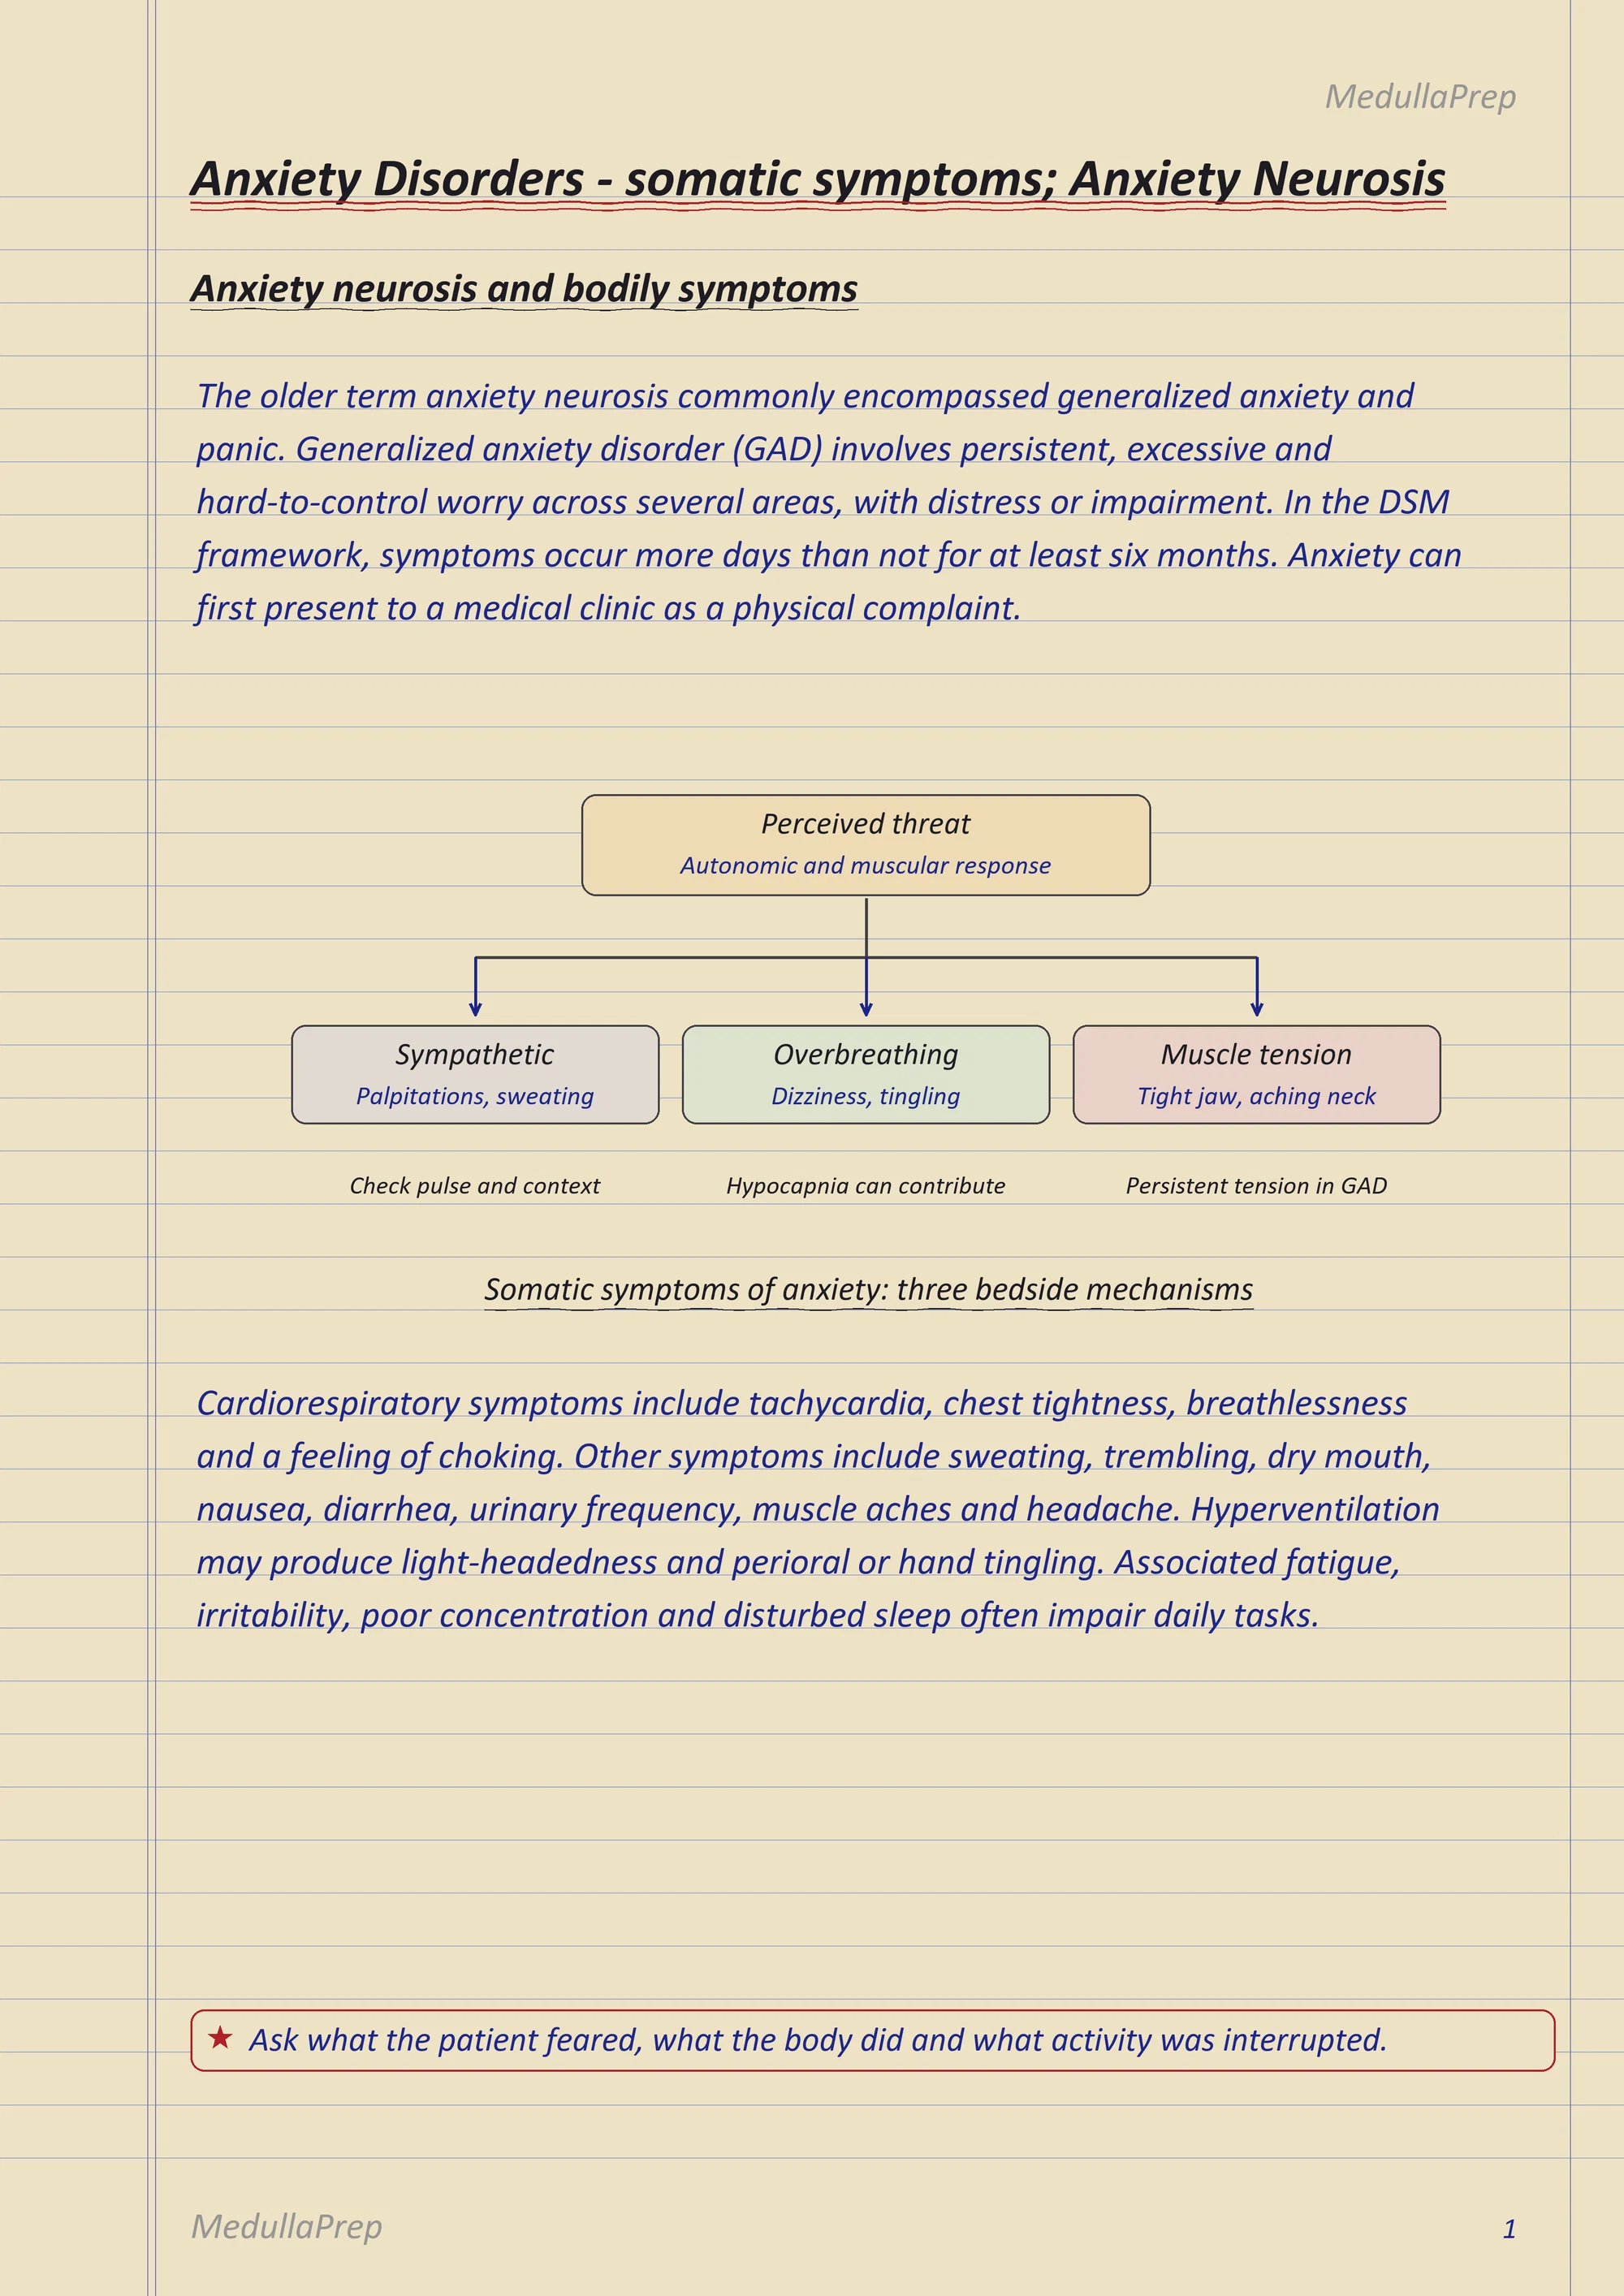 MedullaPrep
Anxiety Disorders - somatic symptoms; Anxiety Neurosis
Anxiety neurosis and bodily symptoms
The older term anxiety neurosis commonly encompassed generalized anxiety and
panic. Generalized anxiety disorder (GAD) involves persistent, excessive and
hard-to-control worry across several areas, with distress or impairment. In the DSM
framework, symptoms occur more days than not for at least six months. Anxiety can
first present to a medical clinic as a physical complaint.
Perceived threat
Autonomic and muscular response
Sympathetic
Palpitations, sweating
Overbreathing
Dizziness, tingling
Muscle tension
Tight jaw, aching neck
Check pulse and context
Hypocapnia can contribute
Persistent tension in GAD
Somatic symptoms of anxiety: three bedside mechanisms
Cardiorespiratory symptoms include tachycardia, chest tightness, breathlessness
and a feeling of choking. Other symptoms include sweating, trembling, dry mouth,
nausea, diarrhea, urinary frequency, muscle aches and headache. Hyperventilation
may produce light-headedness and perioral or hand tingling. Associated fatigue,
irritability, poor concentration and disturbed sleep often impair daily tasks.
★ Ask what the patient feared, what the body did and what activity was interrupted.
MedullaPrep
1